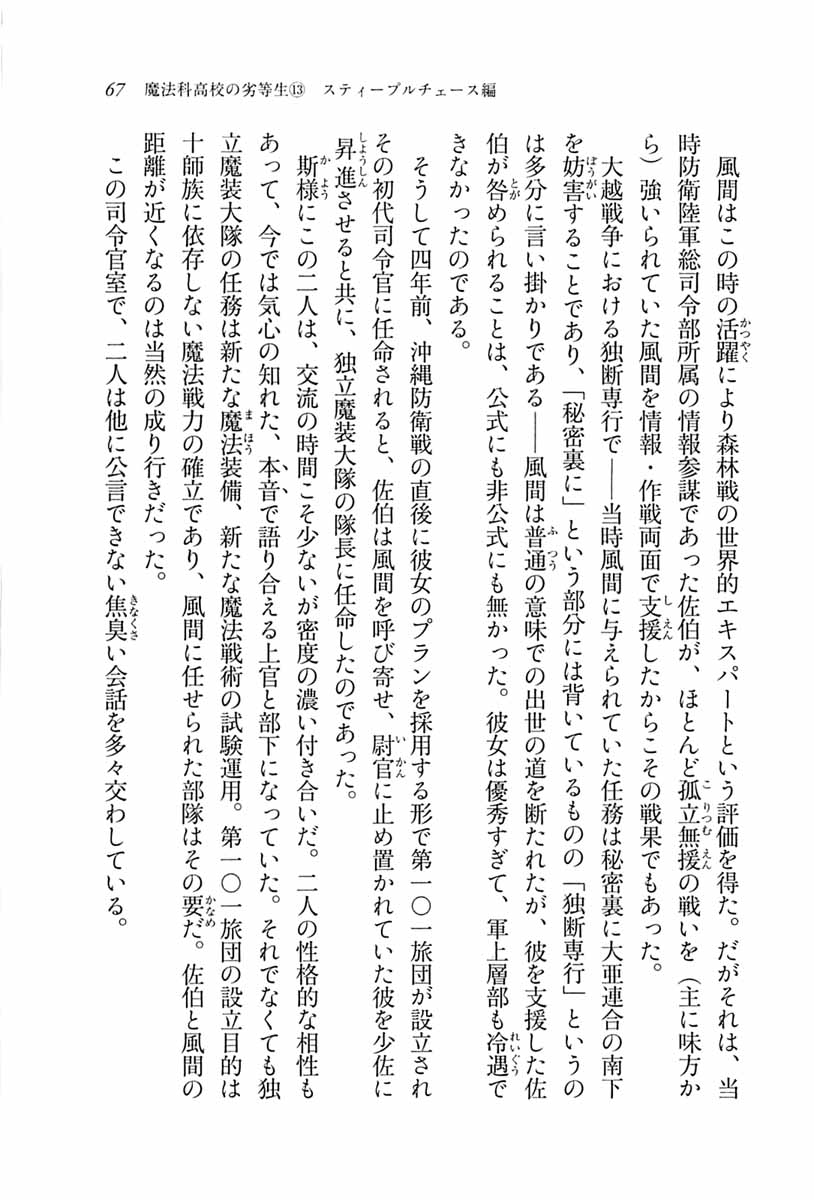 67　魔法科高校の劣等生⑬　スティープルチェース編
　風間はこの時の活躍により森林戦の世界的エキスパートという評価を得た。だがそれは、当
時防衛陸軍総司令部所属の情報参謀であった佐伯が、ほとんど孤立無援の戦いを（主に味方か
ら）強いられていた風間を情報・作戦両面で支援したからこその戦果でもあった。
　大越戦争における独断専行で――当時風間に与えられていた任務は秘密裏に大亜連合の南下
を妨害することであり、「秘密裏に」という部分には背いているものの「独断専行」というの
は多分に言い掛かりである――風間は普通の意味での出世の道を断たれたが、彼を支援した佐
伯が咎められることは、公式にも非公式にも無かった。彼女は優秀すぎて、軍上層部も冷遇で
きなかったのである。
　そうして四年前、沖縄防衛戦の直後に彼女のプランを採用する形で第一〇一旅団が設立され
その初代司令官に任命されると、佐伯は風間を呼び寄せ、尉官に止め置かれていた彼を少佐に
昇進させると共に、独立魔装大隊の隊長に任命したのであった。
　斯様にこの二人は、交流の時間こそ少ないが密度の濃い付き合いだ。二人の性格的な相性も
あって、今では気心の知れた、本音で語り合える上官と部下になっていた。それでなくても独
立魔装大隊の任務は新たな魔法装備、新たな魔法戦術の試験運用。第一〇一旅団の設立目的は
十師族に依存しない魔法戦力の確立であり、風間に任せられた部隊はその要だ。佐伯と風間の
距離が近くなるのは当然の成り行きだった。
　この司令官室で、二人は他に公言できない焦臭い会話を多々交わしている。